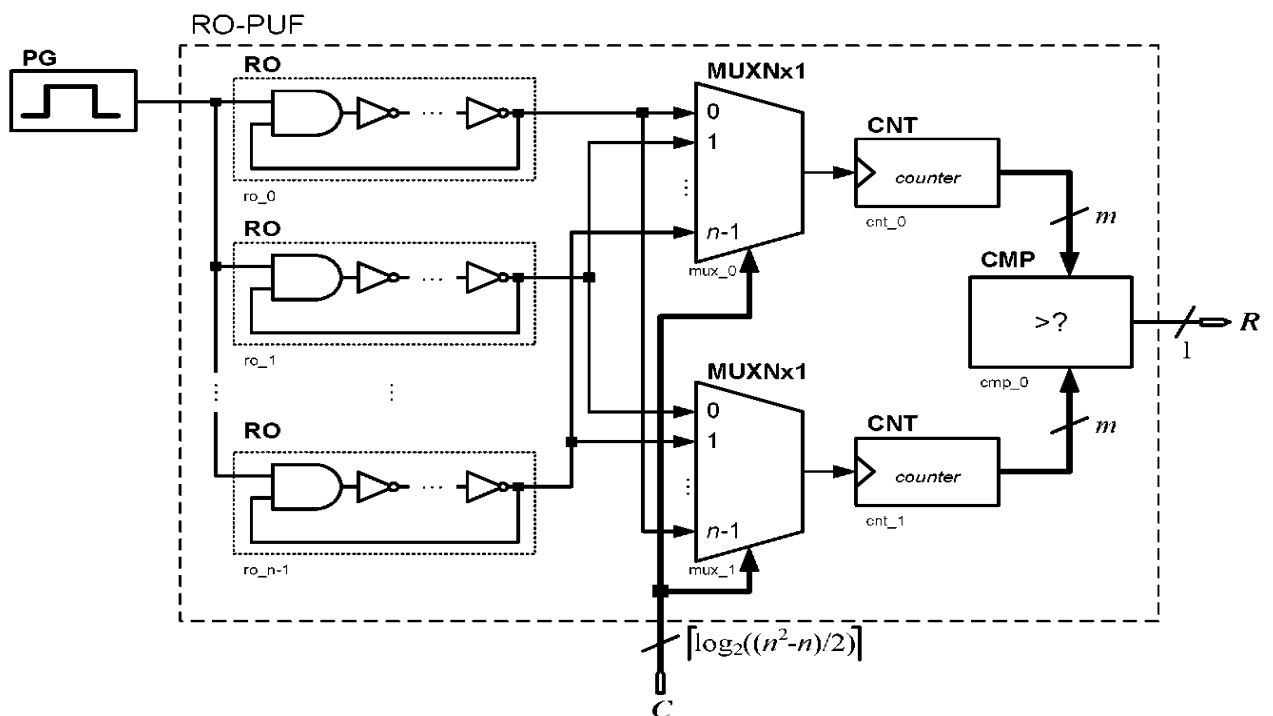 RO-PUF
PG
RO
ro_0
RO
ro_1
⋮ ⋮
RO
ro_n-1
MUXNx1
0
1
⋮
n-1
mux_0
MUXNx1
0
1
⋮
n-1
mux_1
CNT
counter
cnt_0
CNT
counter
cnt_1
m
CMP
>?
cmp_0
m
1
R
⌈log₂((n²-n)/2)⌉
C